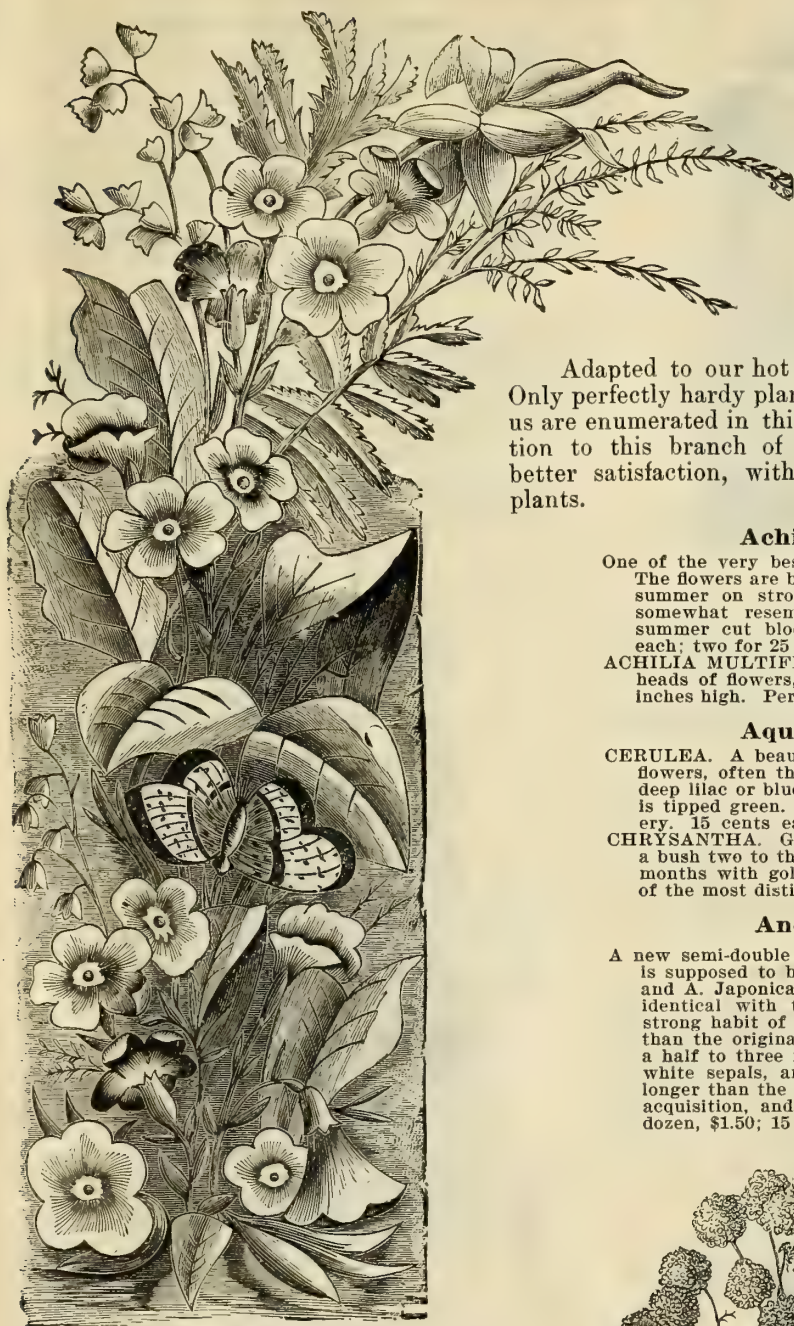 Adapted to our hot
Only perfectly hardy plan
us are enumerated in thi
tion to this branch of
better satisfaction, with
plants.
Achi
One of the very bes
The flowers are b
summer on stro
somewhat resem
summer cut bloo
each; two for 25
ACHILIA MULTIF
heads of flowers,
inches high. Per
Aqu
CERULEA. A beau
flowers, often th
deep lilac or blue
is tipped green.
ery. 15 cents ea
CHRYSANTHA. G
a bush two to th
months with gol
of the most disti
An
A new semi-double
is supposed to b
and A. Japonica
identical with t
strong habit of
than the origina
a half to three
white sepals, an
longer than the
acquisition, and
dozen, $1.50; 15